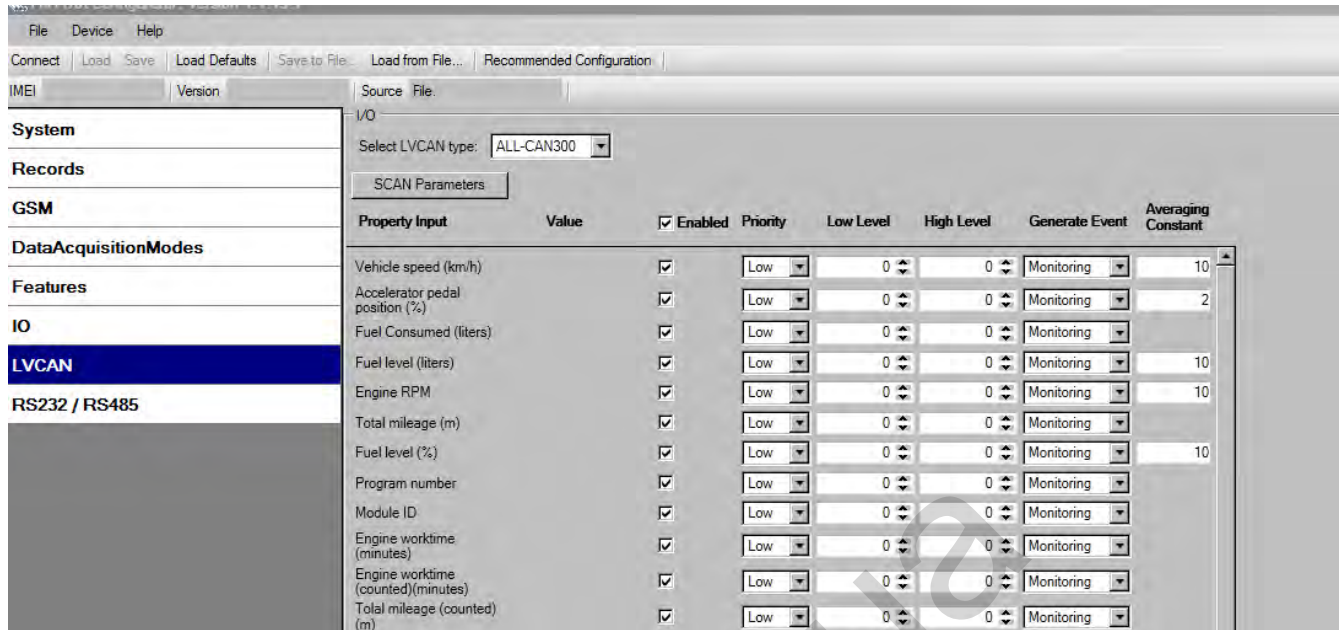 File Device Help
Connect Load Save Load Defaults Save to File... Load from File... Recommended Configuration
IMEI Version Source File.
System
Records
GSM
DataAcquisitionModes
Features
IO
LVCAN
RS232 / RS485
I/O
Select LVCAN type: ALL-CAN300
SCAN Parameters
Property Input Value Enabled Priority Low Level High Level Generate Event Averaging
Constant
Vehicle speed (km/h) Low 0 0 Monitoring 10
Accelerator pedal
position (%) Low 0 0 Monitoring 2
Fuel Consumed (liters) Low 0 0 Monitoring
Fuel level (liters) Low 0 0 Monitoring 10
Engine RPM Low 0 0 Monitoring 10
Total mileage (m) Low 0 0 Monitoring
Fuel level (%) Low 0 0 Monitoring 10
Program number Low 0 0 Monitoring
Module ID Low 0 0 Monitoring
Engine worktime
(minutes) Low 0 0 Monitoring
Engine worktime
(counted)(minutes) Low 0 0 Monitoring
Tolal mileage (counted)
(m) Low 0 0 Monitoring